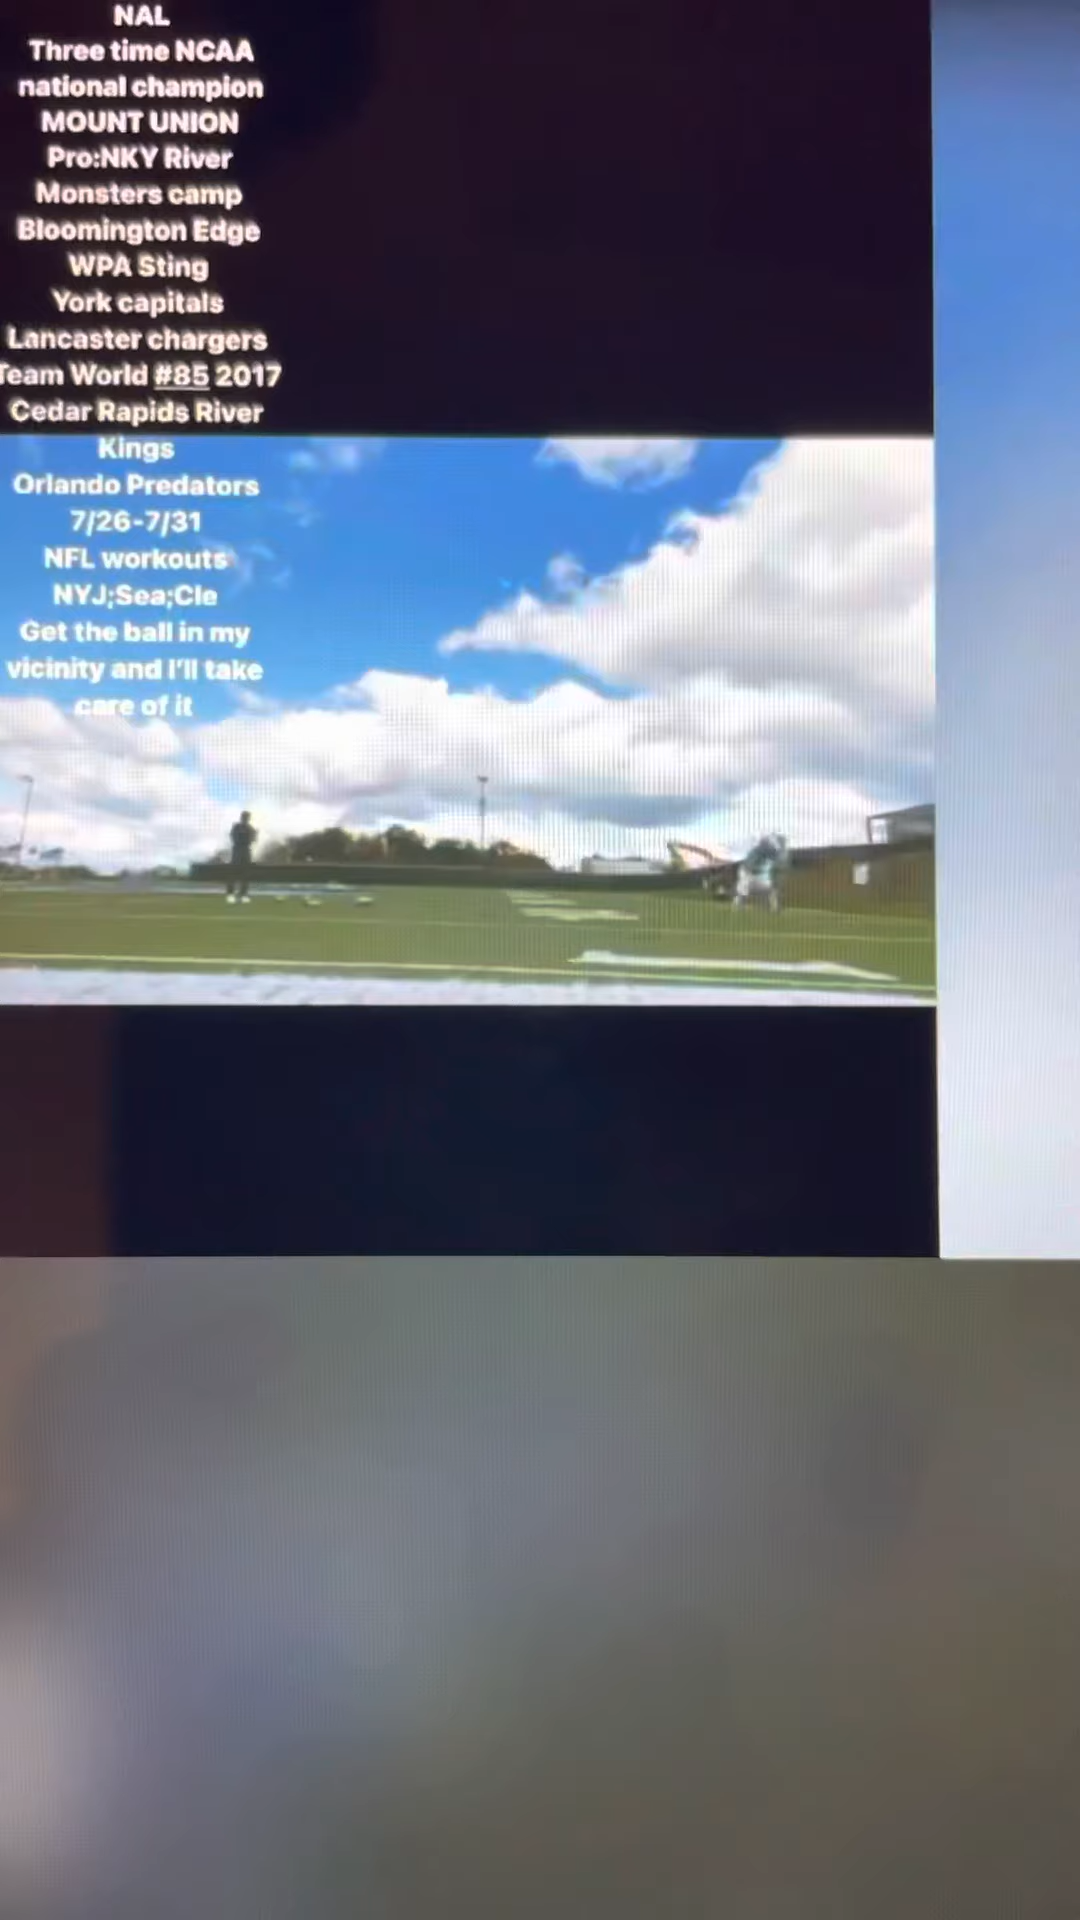 NAL
Three time NCAA
national champion
MOUNT UNION
Pro:NKY River
Monsters camp
Bloomington Edge
WPA Sting
York capitals
Lancaster chargers
Team World #85 2017
Cedar Rapids River
Kings
Orlando Predators
7/26-7/31
NFL workouts
NYJ;Sea;Cle
Get the ball in my
vicinity and I'll take
care of it